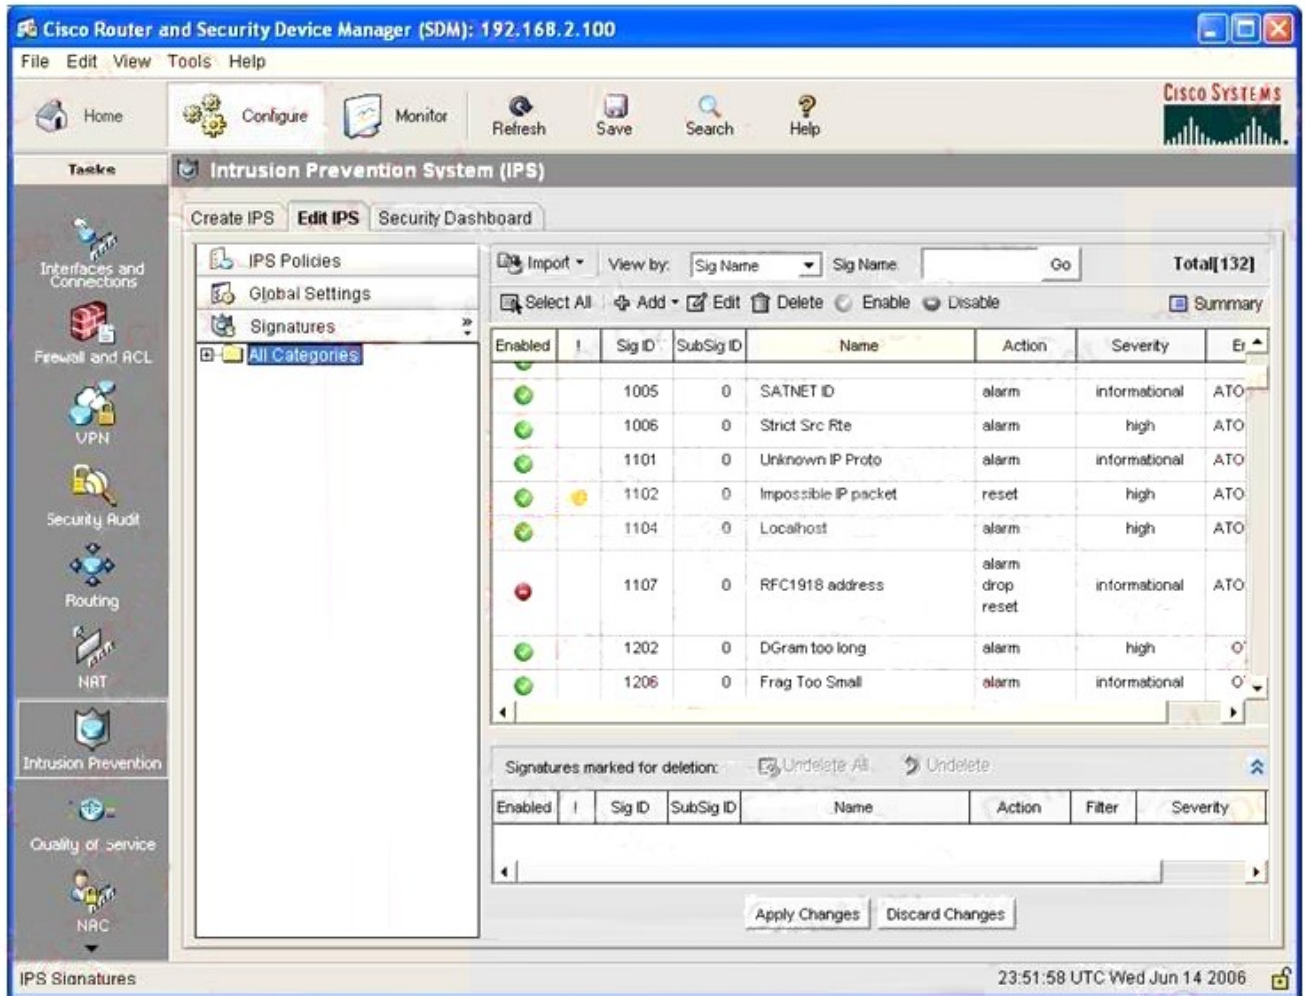 Cisco Router and Security Device Manager (SDM): 192.168.2.100
File Edit View Tools Help
Home Configure Monitor Refresh Save Search Help
CISCO SYSTEMS
Tasks
Intrusion Prevention System (IPS)
Create IPS Edit IPS Security Dashboard
Interfaces and Connections
Firewall and ACL
VPN
Security Audit
Routing
NAT
Intrusion Prevention
Quality of Service
NAC
IPS Policies
Global Settings
Signatures
All Categories
Import View by: Sig Name Sig Name: Go Total[132]
Select All Add Edit Delete Enable Disable Summary
Enabled ! Sig ID SubSig ID Name Action Severity
1005 0 SATNET ID alarm informational ATO
1006 0 Strict Src Rte alarm high ATO
1101 0 Unknown IP Proto alarm informational ATO
1102 0 Impossible IP packet reset high ATO
1104 0 Localhost alarm high ATO
1107 0 RFC1918 address alarm drop reset informational ATO
1202 0 DGram too long alarm high O
1206 0 Frag Too Small alarm informational O
Signatures marked for deletion: Undelete All Undelete
Enabled ! Sig ID SubSig ID Name Action Filter Severity
Apply Changes Discard Changes
IPS Signatures 23:51:58 UTC Wed Jun 14 2006